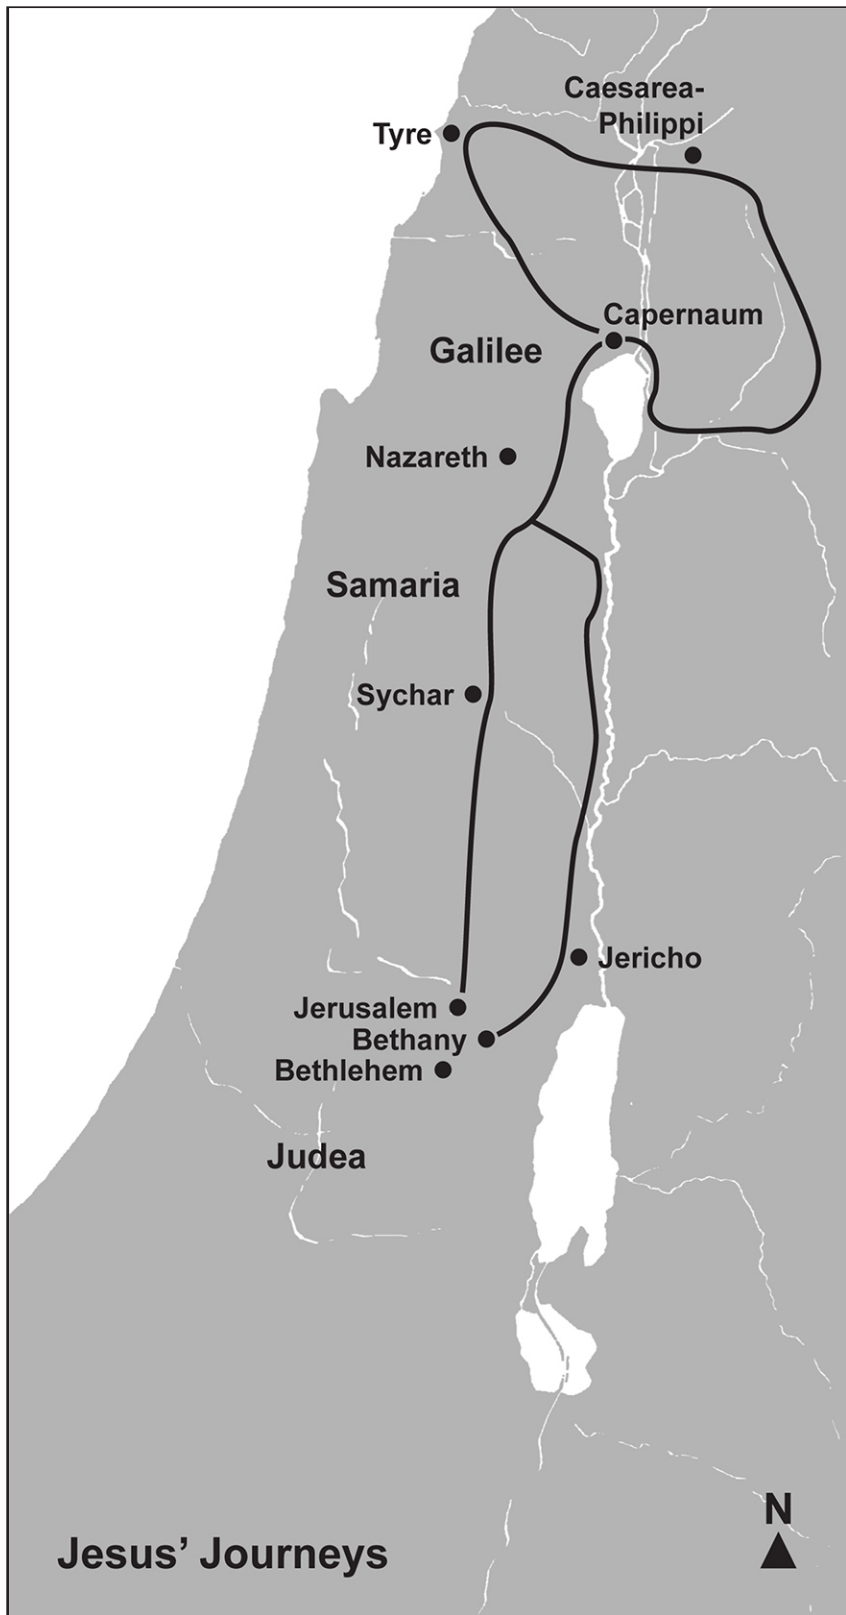 Caesarea-
Philippi
Tyre
Capernaum
Galilee
Nazareth
Samaria
Sychar
Jericho
Jerusalem
Bethany
Bethlehem
Judea
N
Jesus’ Journeys